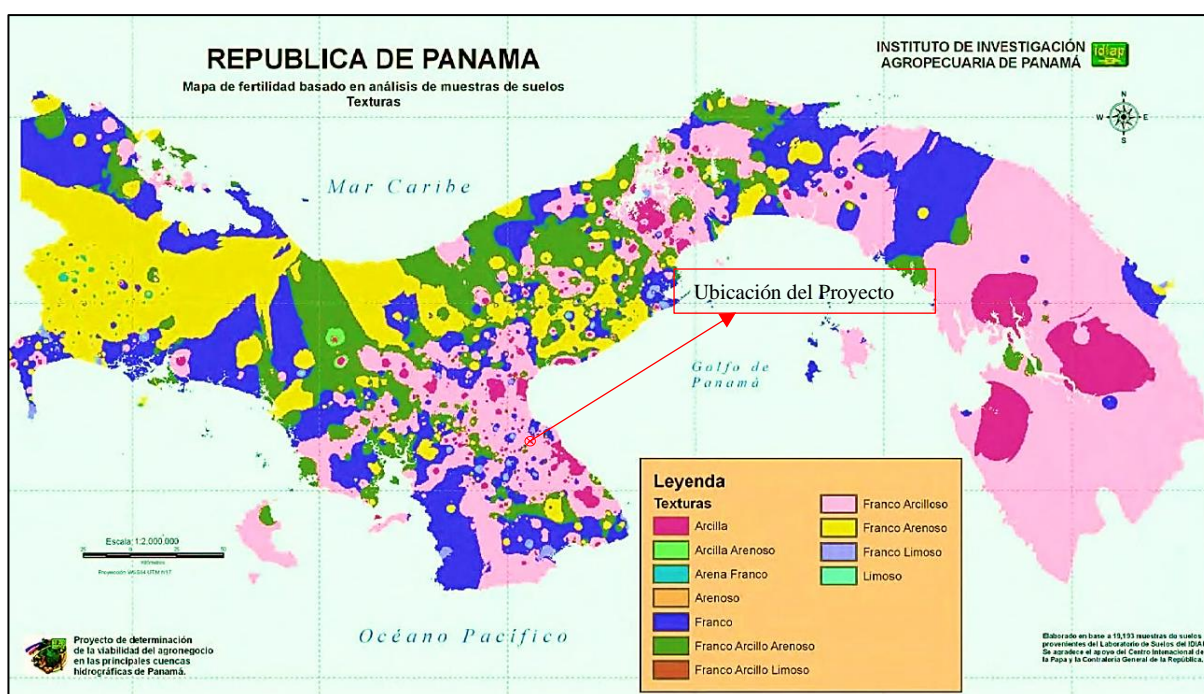 REPUBLICA DE PANAMA
Mapa de fertilidad basado en análisis de muestras de suelos
Texturas
INSTITUTO DE INVESTIGACIÓN
AGROPECUARIA DE PANAMÁ
idiap
N
W
E
S
Mar Caribe
Ubicación del Proyecto
Golfo de
Panamá
Leyenda
Texturas
Arcilla
Arcilla Arenoso
Arena Franco
Arenoso
Franco
Franco Arcillo Arenoso
Franco Arcillo Limoso
Franco Arcilloso
Franco Arenoso
Franco Limoso
Limoso
Escala: 1:2,000,000
Océano Pacífico
Proyecto de determinación
de la viabilidad del agronegocio
en las principales cuencas
hidrográficas de Panamá.
Elaborado en base a 19,193 muestras de suelos
provenientes del Laboratorio de Suelos del IDIAP
Se agradece el apoyo del Centro Internacional de
la Papa y la Contraloría General de la República.